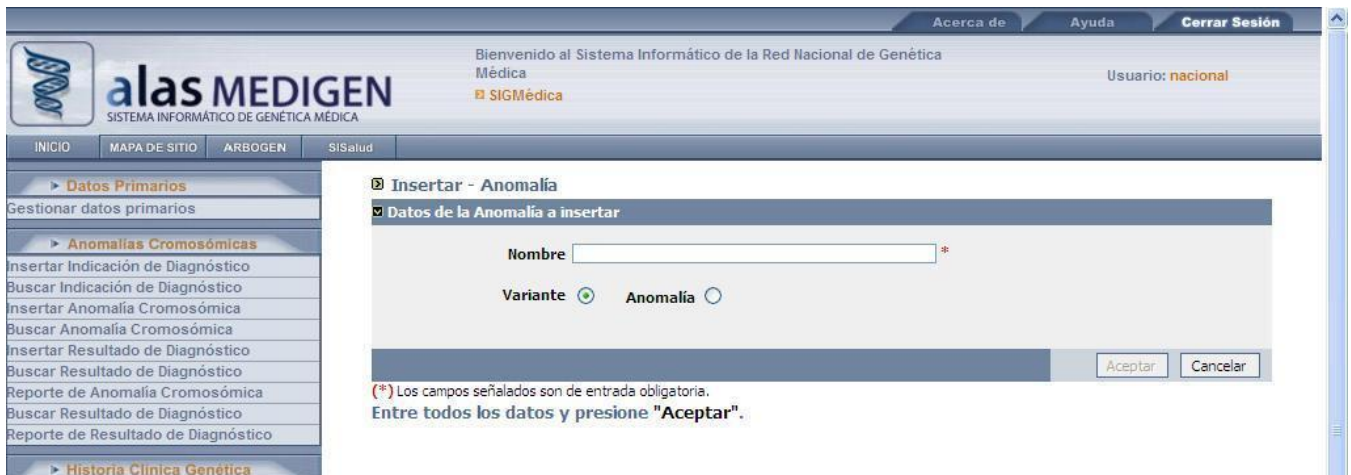 Acerca de Ayuda Cerrar Sesión
Bienvenido al Sistema Informático de la Red Nacional de Genética
Médica
SIGMédica
Usuario: nacional
alas MEDIGEN
SISTEMA INFORMÁTICO DE GENÉTICA MÉDICA
INICIO MAPA DE SITIO ARBOGEN SISalud
Datos Primarios
Gestionar datos primarios
Anomalías Cromosómicas
Insertar Indicación de Diagnóstico
Buscar Indicación de Diagnóstico
Insertar Anomalía Cromosómica
Buscar Anomalía Cromosómica
Insertar Resultado de Diagnóstico
Buscar Resultado de Diagnóstico
Reporte de Anomalía Cromosómica
Buscar Resultado de Diagnóstico
Reporte de Resultado de Diagnóstico
Historia Clínica Genética
Insertar - Anomalía
Datos de la Anomalía a insertar
Nombre *
Variante Anomalía
Aceptar Cancelar
(*) Los campos señalados son de entrada obligatoria.
Entre todos los datos y presione "Aceptar".